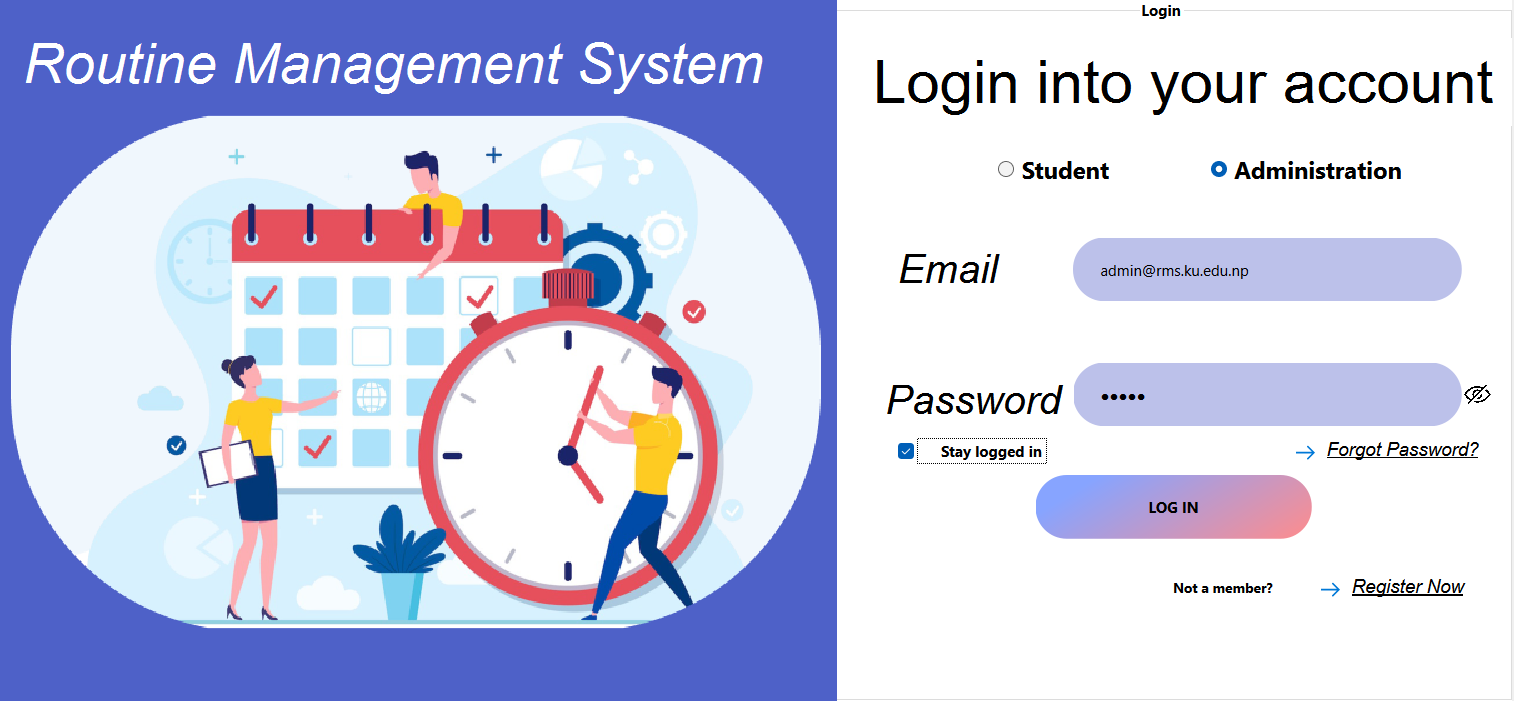 Routine Management System
Login
Login into your account
Student
Administration
Email
admin@rms.ku.edu.np
Password
•••••
Stay logged in
Forgot Password?
LOG IN
Not a member?
Register Now